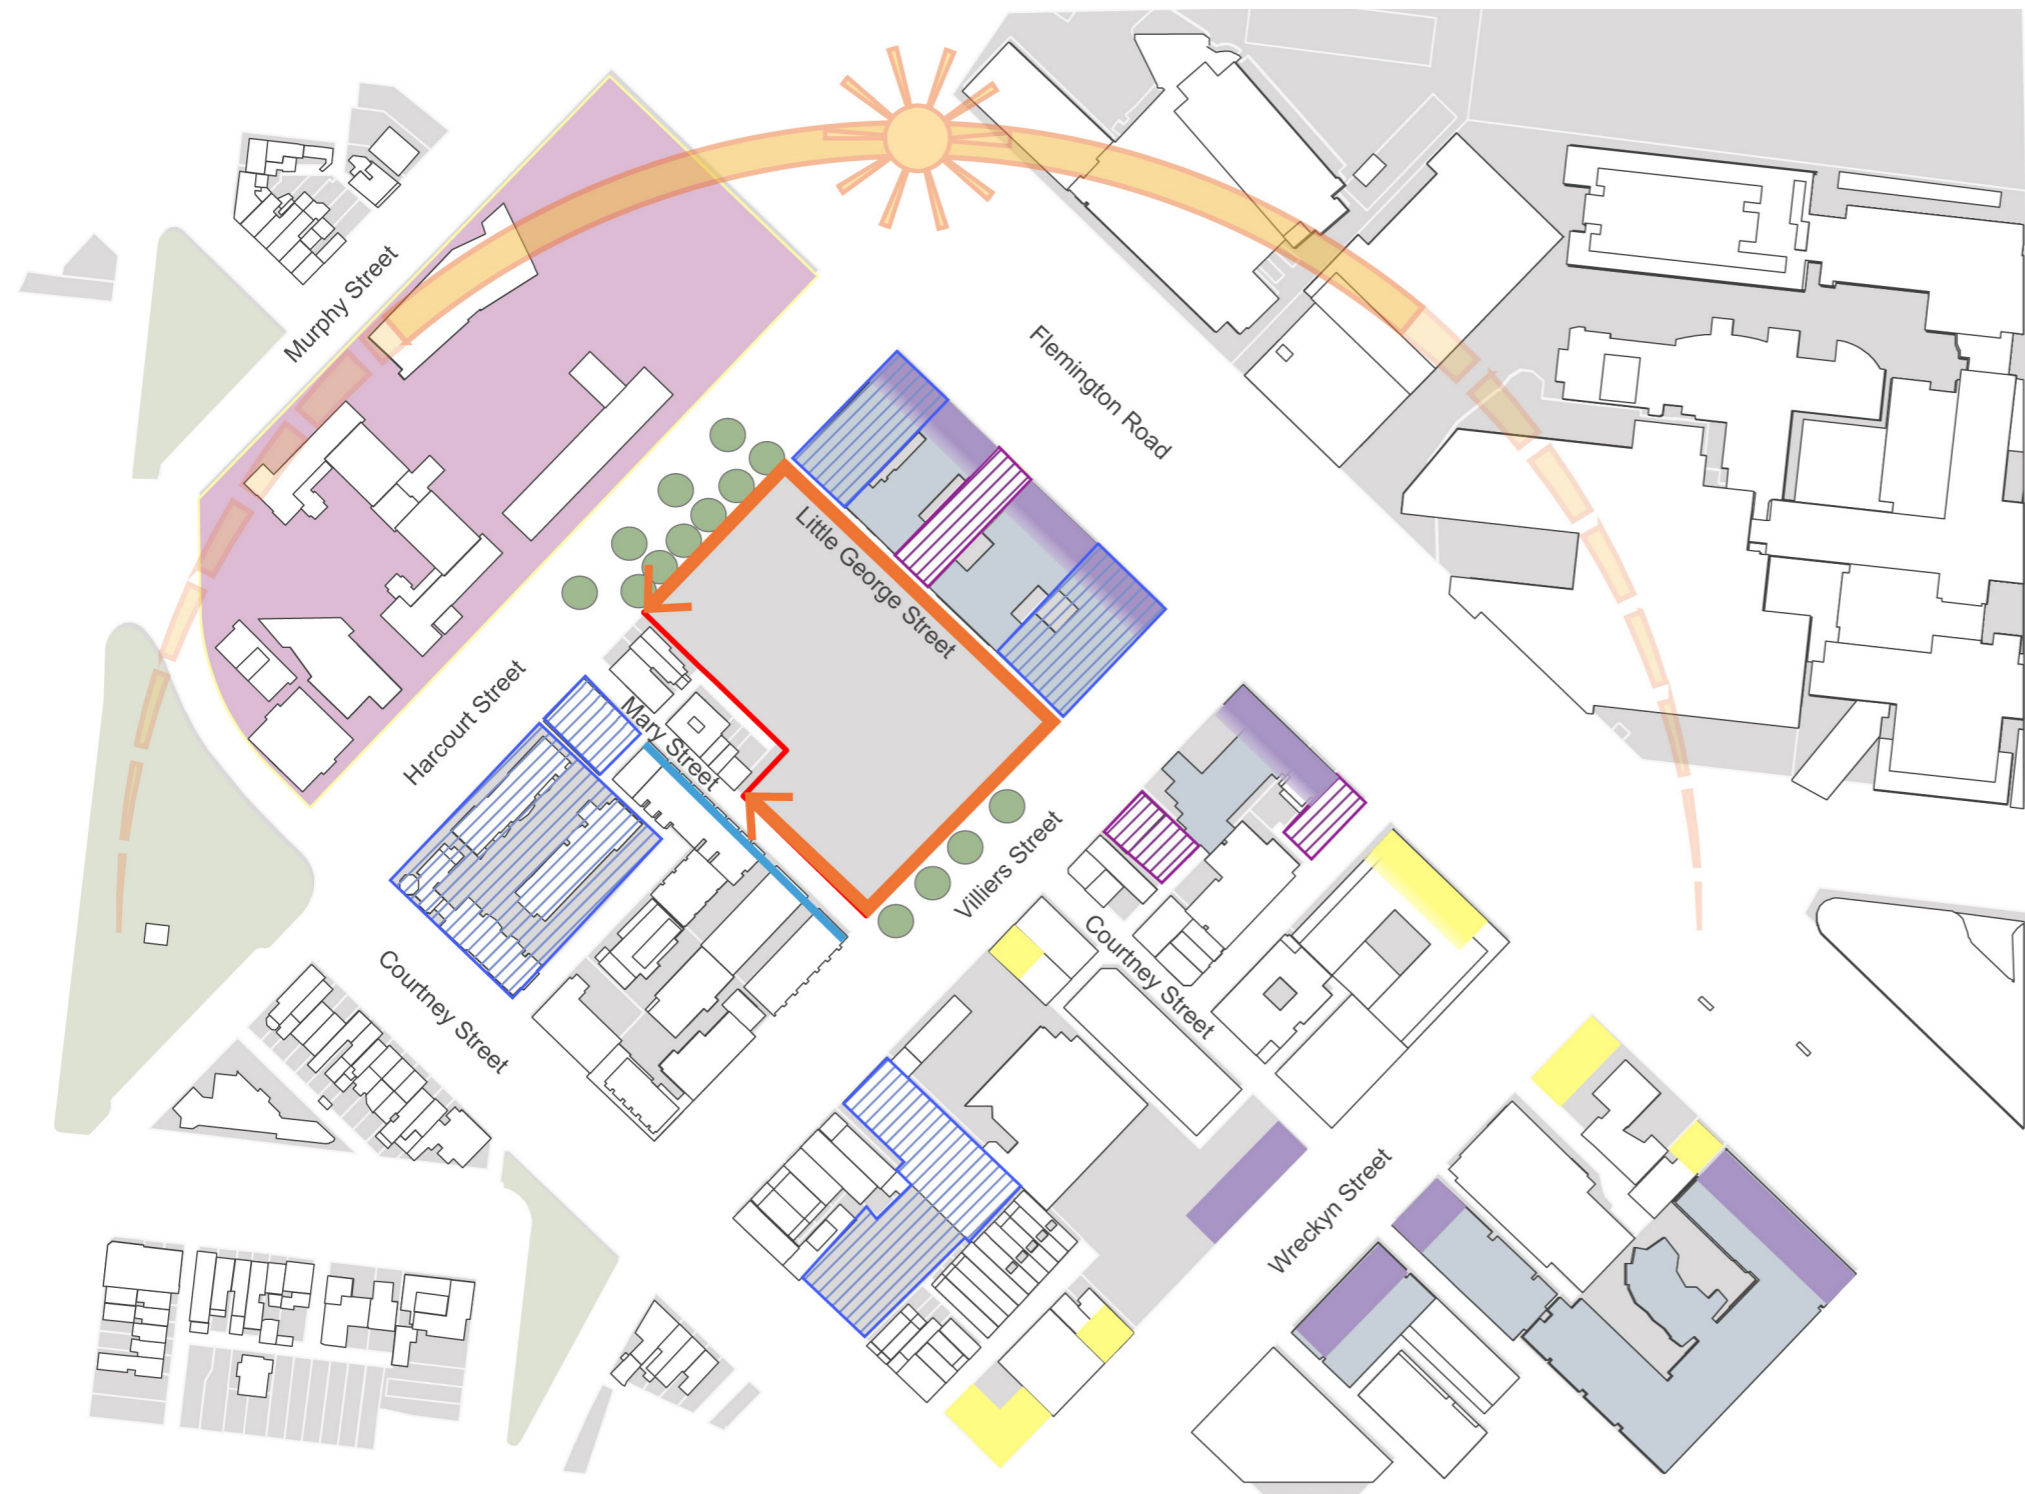 Murphy Street
Flemington Road
Little George Street
Harcourt Street
Mary Street
Villiers Street
Courtney Street
Courtney Street
Wreckyn Street